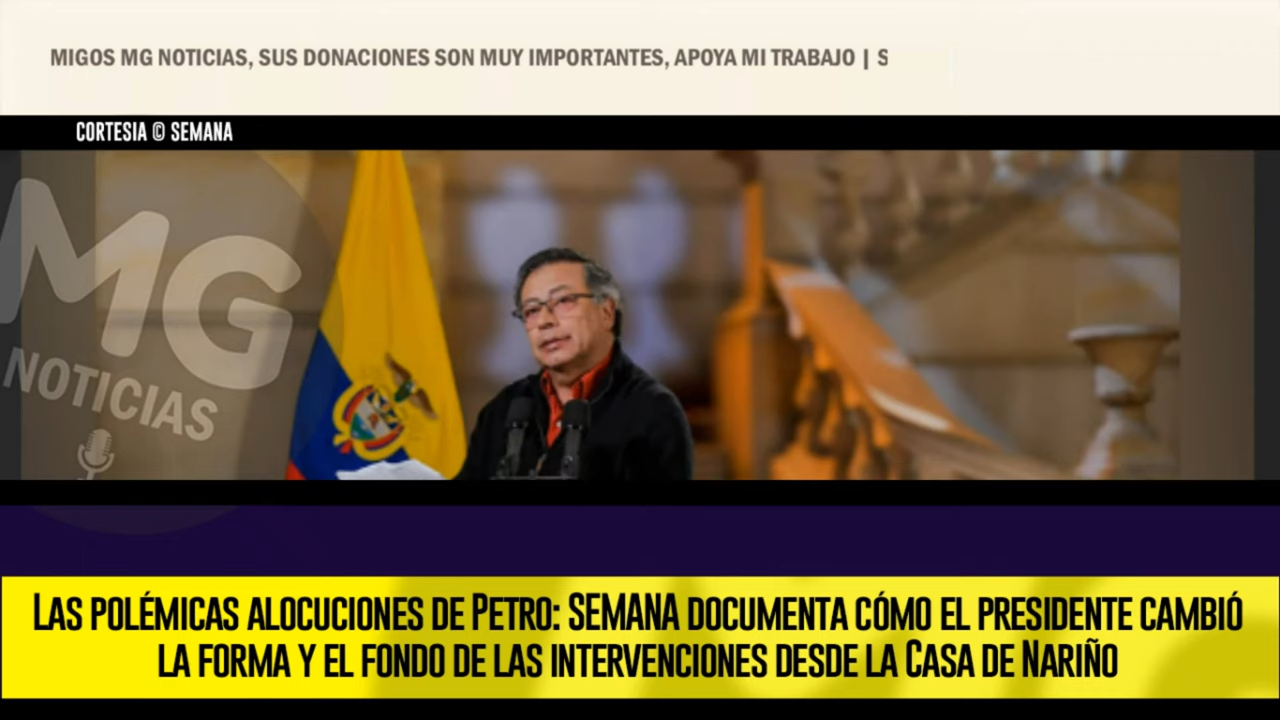 MIGOS MG NOTICIAS, SUS DONACIONES SON MUY IMPORTANTES, APOYA MI TRABAJO | S
CORTESIA © SEMANA
MG
NOTICIAS
LAS POLÉMICAS ALOCUCIONES DE PETRO: SEMANA DOCUMENTA CÓMO EL PRESIDENTE CAMBIÓ
LA FORMA Y EL FONDO DE LAS INTERVENCIONES DESDE LA CASA DE NARIÑO